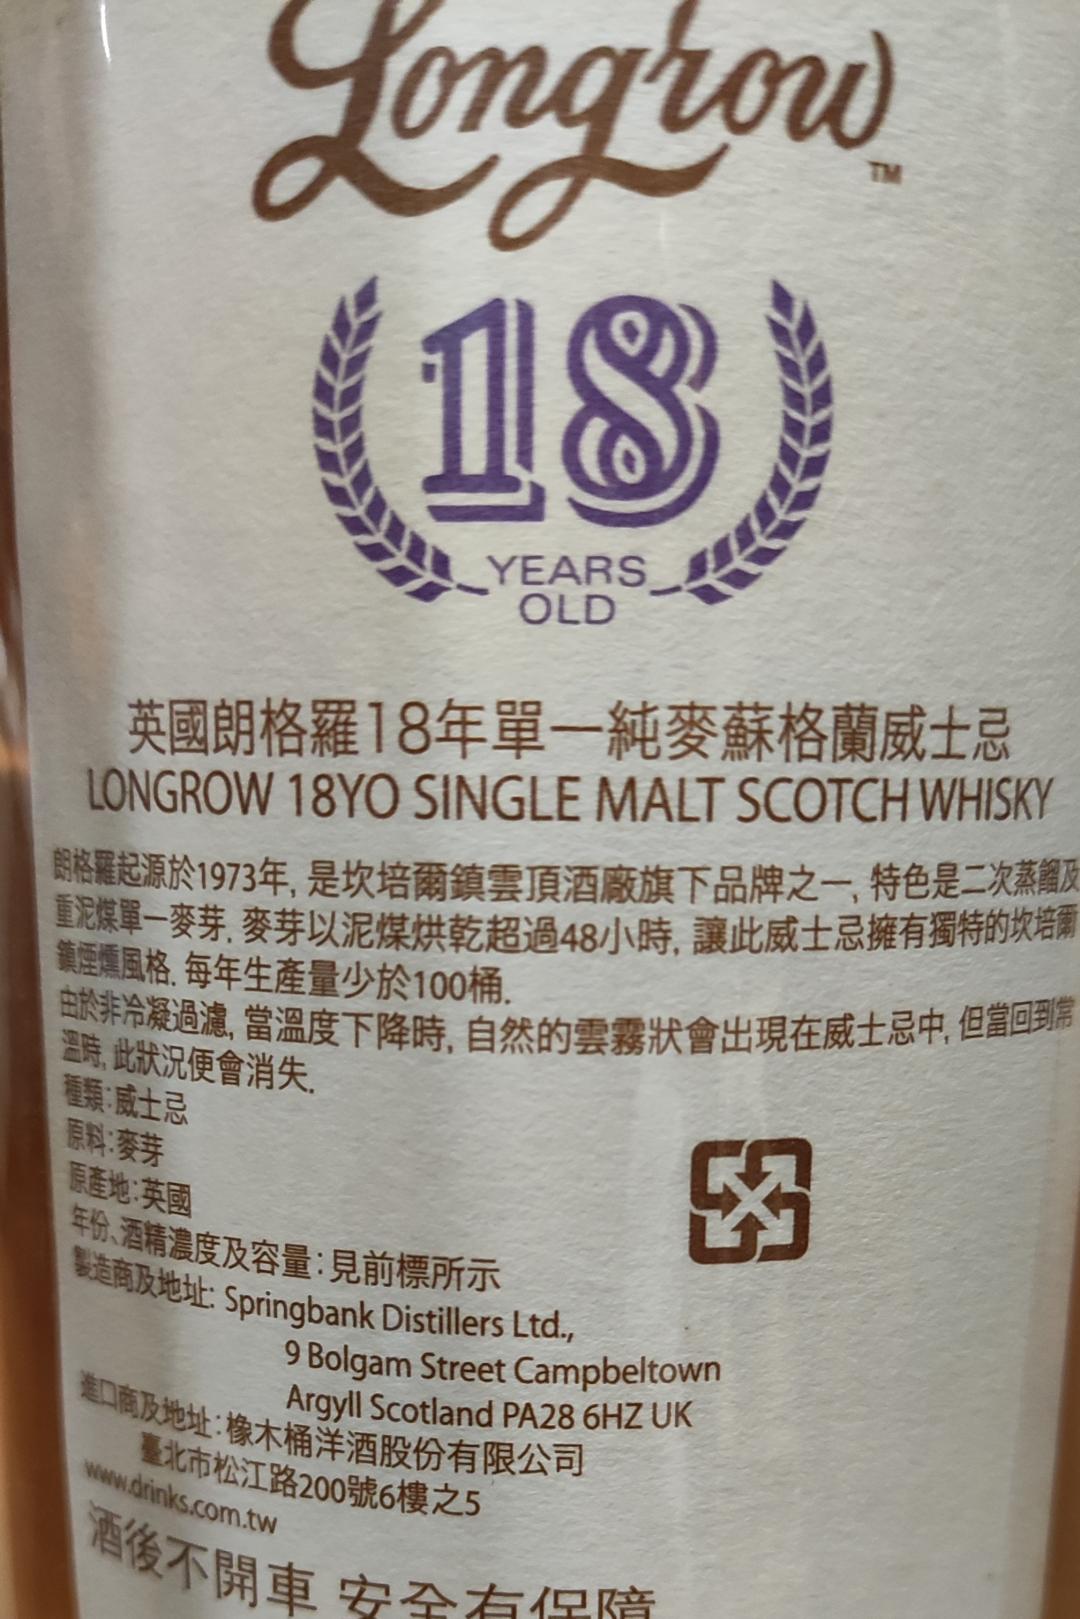 Longrow
TM
18
YEARS
OLD
英國朗格羅18年單一純麥蘇格蘭威士忌
LONGROW 18YO SINGLE MALT SCOTCH WHISKY
朗格羅起源於1973年, 是坎培爾鎮雲頂酒廠旗下品牌之一, 特色是二次蒸餾及
重泥煤單一麥芽. 麥芽以泥煤烘乾超過48小時, 讓此威士忌擁有獨特的坎培爾
鎮煙燻風格. 每年生產量少於100桶.
由於非冷凝過濾, 當溫度下降時, 自然的雲霧狀會出現在威士忌中, 但當回到常
溫時, 此狀況便會消失.
種類:威士忌
原料:麥芽
原產地:英國
年份、酒精濃度及容量:見前標所示
製造商及地址: Springbank Distillers Ltd.,
9 Bolgam Street Campbeltown
Argyll Scotland PA28 6HZ UK
進口商及地址:橡木桶洋酒股份有限公司
臺北市松江路200號6樓之5
www.drinks.com.tw
酒後不開車 安全有保障